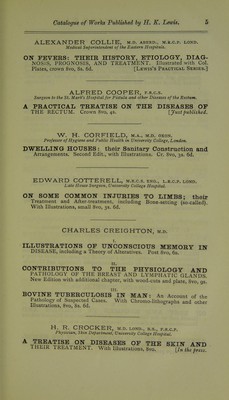 Catalogue of Works Published by H. K. Lewis. 5
ALEXANDER COLLIE, M.D. ABERD., M.R.C.P. LOND.
Medical Superintendent of the Eastern Hospitals.
ON FEVERS: THEIR HISTORY, ETIOLOGY, DIAG-
NOSIS, PROGNOSIS, AND TREATMENT. Illustrated with Col.
Plates, crown 8vo, 8s. 6d. [LEWIS'S PRACTICAL SERIES.]
ALFRED COOPER, F.R.C.S.
Surgeon to the St. Mark's Hospital for Fistula and other Diseases of the Rectum.
A PRACTICAL TREATISE ON THE DISEASES OF
THE RECTUM. Crown 8vo, 4s. [Just published.
W. H. CORFIELD, M.A., M.D. OXON.
Professor of Hygiene and Public Health in University College, London.
DWELLING HOUSES: their Sanitary Construction and
Arrangements. Second Edit., with Illustrations. Cr. 8vo, 3s. 6d.
EDWARD COTTERELL, M.R.C.S. ENG., L.R.C.P. LOND.
Late House Surgeon, University College Hospital.
ON SOME COMMON INJURIES TO LIMBS; their
Treatment and After-treatment, including Bone-setting (so-called).
With Illustrations, small 8vo, 3s. 6d.
CHARLES CREIGHTON, M.D.
I.
ILLUSTRATIONS OF UNCONSCIOUS MEMORY IN
DISEASE, including a Theory of Alteratives. Post 8vo, 6s.
II.
CONTRIBUTIONS TO THE PHYSIOLOGY AND
PATHOLOGY OF THE BREAST AND LYMPHATIC GLANDS.
New Edition with additional chapter, with wood-cuts and plate, 8vo, 9s.
III.
BOVINE TUBERCULOSIS IN MAN: An Account of the
Pathology of Suspected Cases. With Chromo-lithographs and other
Illustrations, 8vo, 8s. 6d.
H. R. CROCKER, M.D. LOND., B.S., F.R.C.P.
Physician, Skin Department, University College Hospital.
A TREATISE ON DISEASES OF THE SKIN AND
THEIR TREATMENT. With Illustrations, 8vo. [In the press.